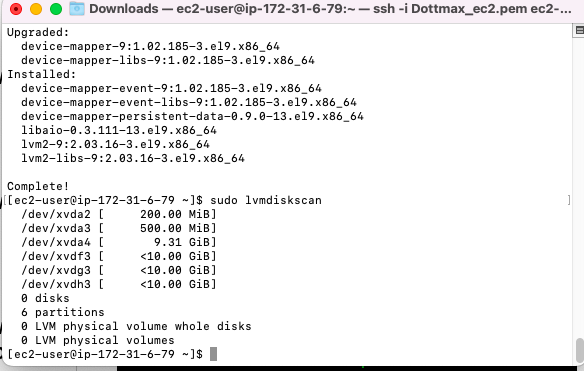 Downloads — ec2-user@ip-172-31-6-79:~ — ssh -i Dottmax_ec2.pem ec2-...
Upgraded:
  device-mapper-9:1.02.185-3.el9.x86_64
  device-mapper-libs-9:1.02.185-3.el9.x86_64
Installed:
  device-mapper-event-9:1.02.185-3.el9.x86_64
  device-mapper-event-libs-9:1.02.185-3.el9.x86_64
  device-mapper-persistent-data-0.9.0-13.el9.x86_64
  libaio-0.3.111-13.el9.x86_64
  lvm2-9:2.03.16-3.el9.x86_64
  lvm2-libs-9:2.03.16-3.el9.x86_64
Complete!
[[ec2-user@ip-172-31-6-79 ~]$ sudo lvmdiskscan ]
  /dev/xvda2 [     200.00 MiB]
  /dev/xvda3 [     500.00 MiB]
  /dev/xvda4 [       9.31 GiB]
  /dev/xvdf3 [     <10.00 GiB]
  /dev/xvdg3 [     <10.00 GiB]
  /dev/xvdh3 [     <10.00 GiB]
  0 disks
  6 partitions
  0 LVM physical volume whole disks
  0 LVM physical volumes
[ec2-user@ip-172-31-6-79 ~]$